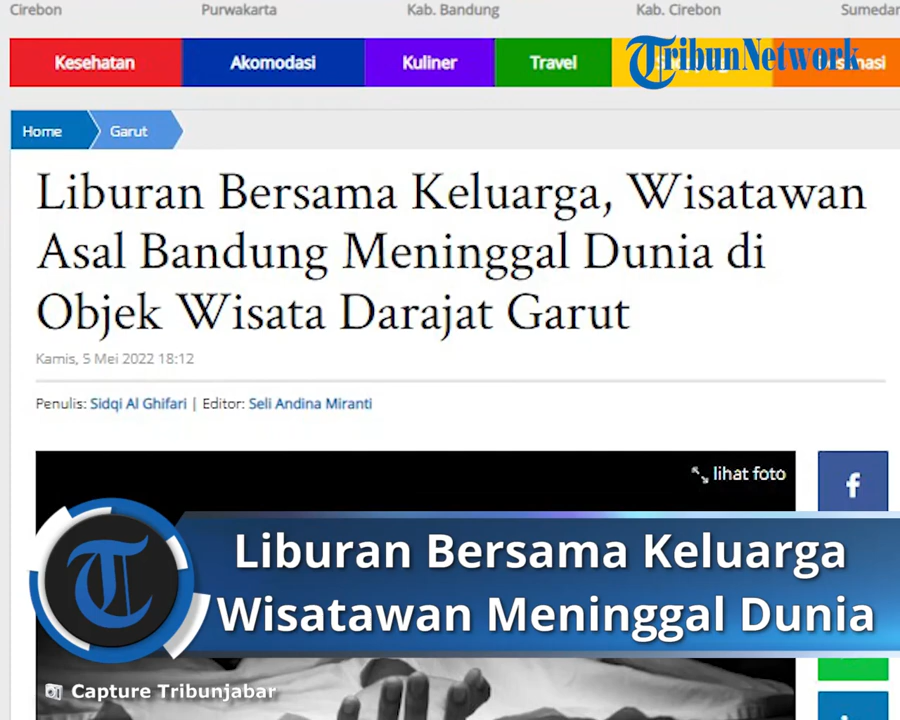 Cirebon Purwakarta Kab. Bandung Kab. Cirebon
Kesehatan Akomodasi Kuliner Travel
TribunNetwork
Home Garut
Liburan Bersama Keluarga, Wisatawan
Asal Bandung Meninggal Dunia di
Objek Wisata Darajat Garut
Kamis, 5 Mei 2022 18:12
Penulis: Sidqi Al Ghifari | Editor: Seli Andina Miranti
lihat foto
f
T
Liburan Bersama Keluarga
Wisatawan Meninggal Dunia
Capture Tribunjabar